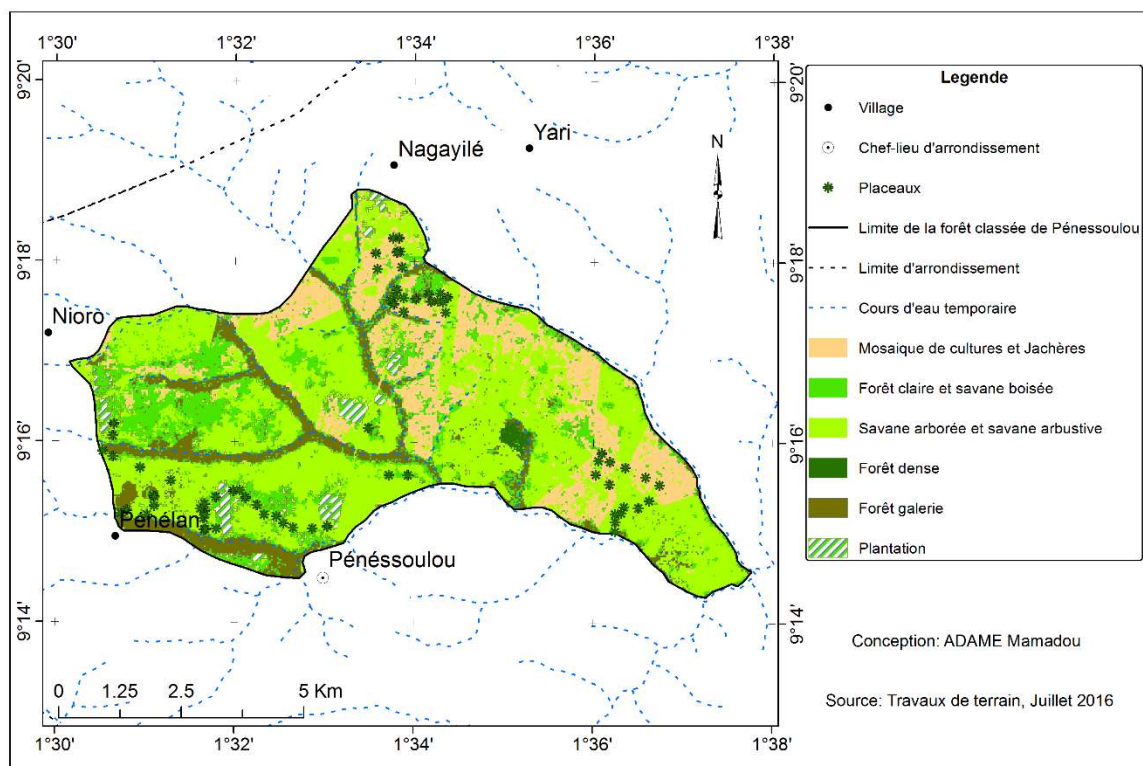 1°30' 1°32' 1°34' 1°36' 1°38'
9°20' 9°20'
Yari
Nagayilé
N
9°18' 9°18'
Nioro
9°16' 9°16'
Péhélan
Pénéssoulou
9°14' 9°14'
0 1.25 2.5 5 Km
1°30' 1°32' 1°34' 1°36' 1°38'
Legende
Village
Chef-lieu d'arrondissement
Placeaux
Limite de la forêt classée de Pénessoulou
Limite d'arrondissement
Cours d'eau temporaire
Mosaique de cultures et Jachères
Forêt claire et savane boisée
Savane arborée et savane arbustive
Forêt dense
Forêt galerie
Plantation
Conception: ADAME Mamadou
Source: Travaux de terrain, Juillet 2016